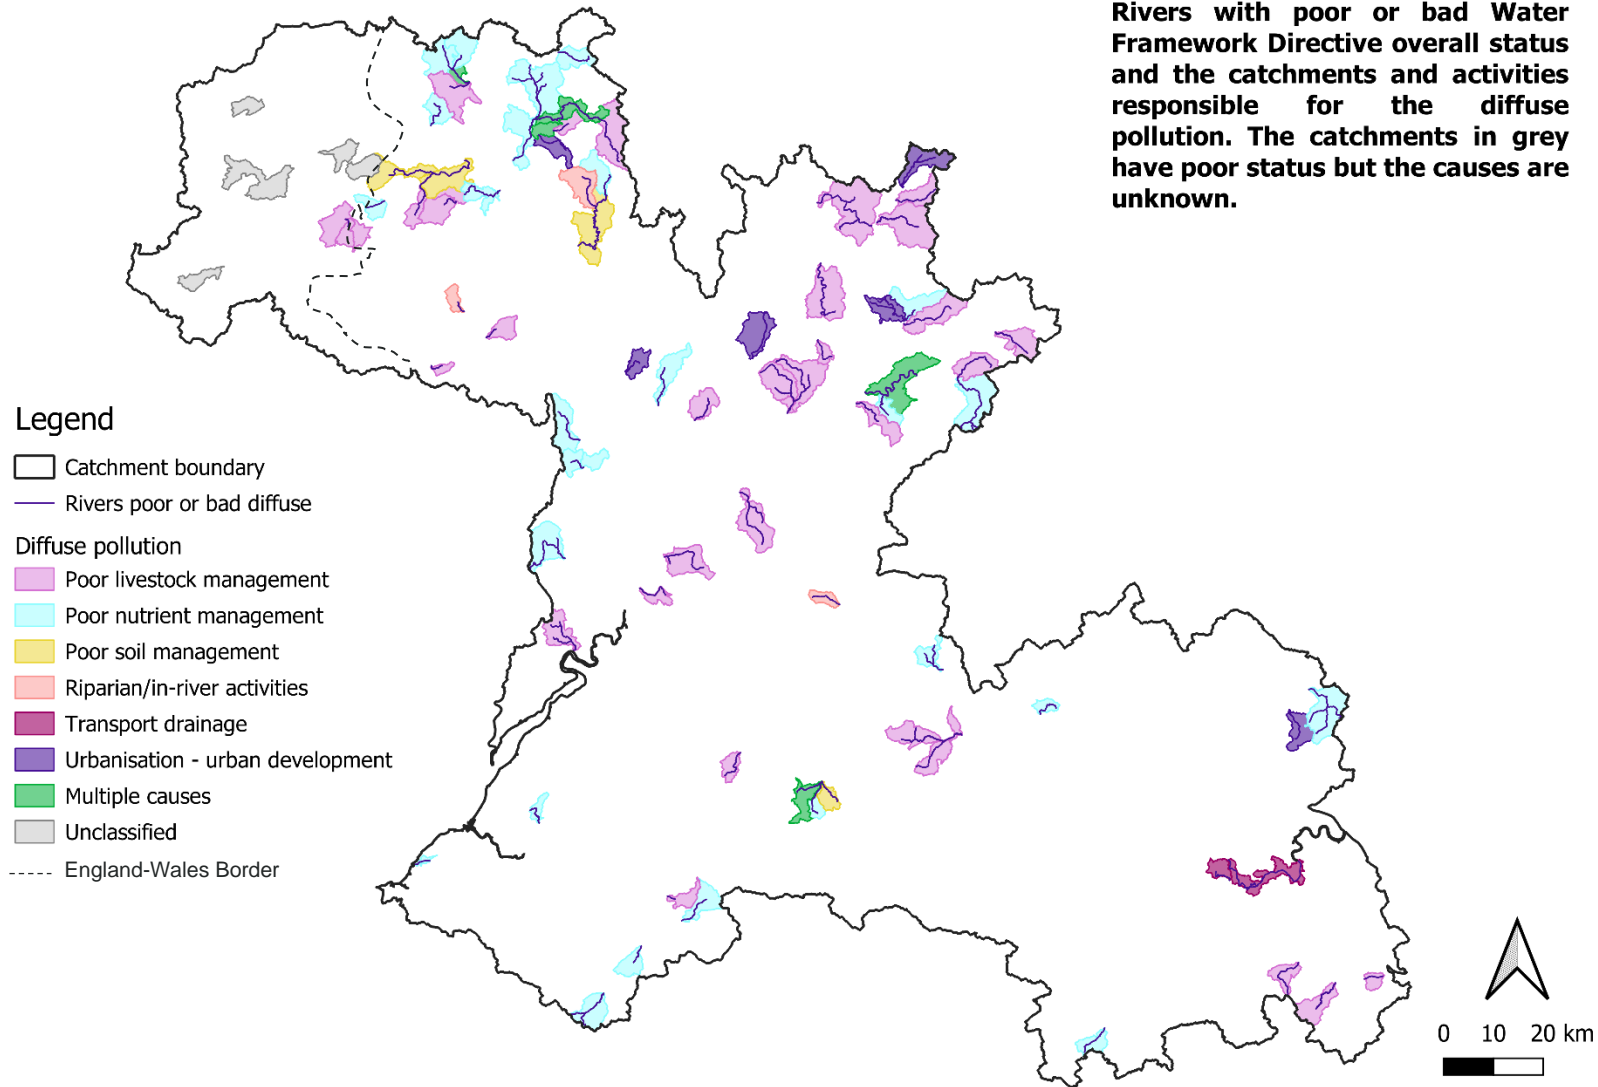 Rivers with poor or bad Water
Framework Directive overall status
and the catchments and activities
responsible for the diffuse
pollution. The catchments in grey
have poor status but the causes are
unknown.
Legend
Catchment boundary
Rivers poor or bad diffuse
Diffuse pollution
Poor livestock management
Poor nutrient management
Poor soil management
Riparian/in-river activities
Transport drainage
Urbanisation - urban development
Multiple causes
Unclassified
England-Wales Border
0 10 20 km